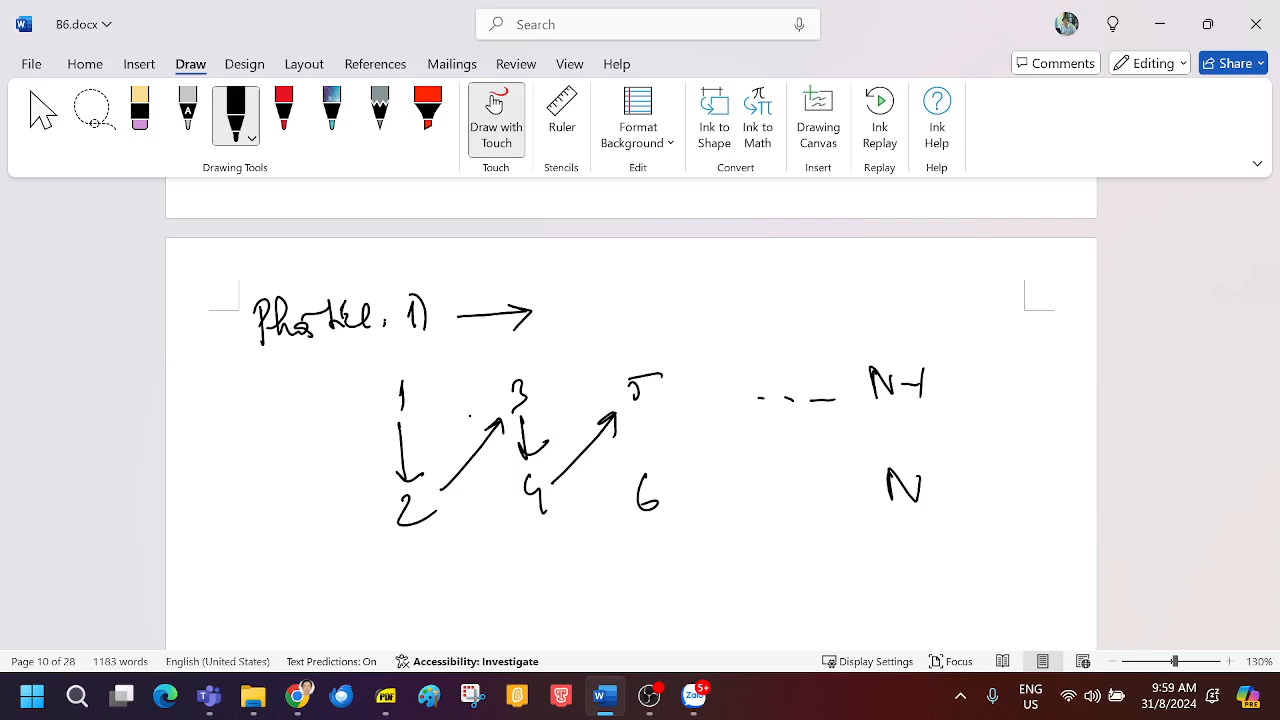 B6.docx
Search
File Home Insert Draw Design Layout References Mailings Review View Help Comments Editing Share
Draw with Touch
Ruler
Format Background
Ink to Shape
Ink to Math
Drawing Canvas
Ink Replay
Ink Help
Drawing Tools Touch Stencils Edit Convert Insert Replay Help
1)
1 3 5 N-1
2 4 6 N
Page 10 of 28 1183 words English (United States) Text Predictions: On Accessibility: Investigate Display Settings Focus 130%
PDF 5+ Zalo ENG US 9:59 AM 31/8/2024 PRE